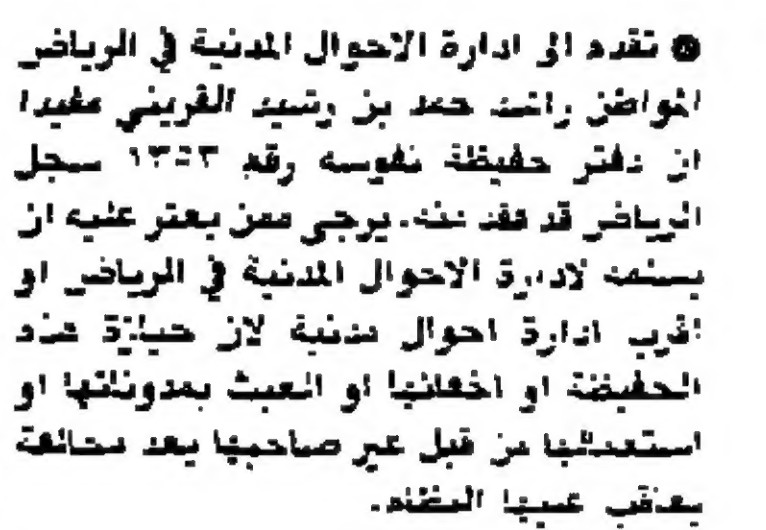 تقدم الى ادارة الاحوال المدنية في الرياض
المواطن راشد حمد بن رشيد القريني مفيدا
ان دفتر حفيظة نفوسه رقم سجل
الرياض قد فقد منه. يرجى ممن يعثر عليه ان
يسلمه لادارة الاحوال المدنية في الرياض او
اقرب ادارة احوال مدنية لان حيازة هذه
الحفيظة او اخفائها او العبث بمدوناتها او
استعمالها من قبل غير صاحبها يعد مخالفة
يعاقب عليها النظام.